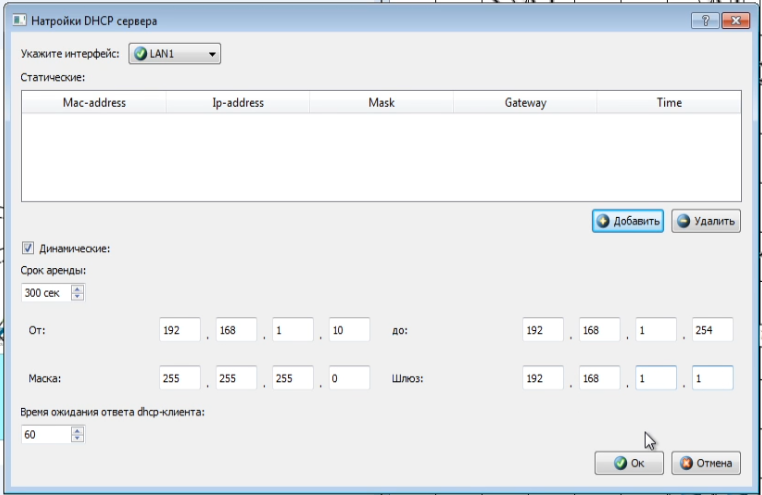 Натройки DHCP сервера
Укажите интерфейс: LAN1
Статические:
Mac-address Ip-address Mask Gateway Time
Добавить Удалить
Динамические:
Срок аренды:
300 сек
От: 192 . 168 . 1 . 10 до: 192 . 168 . 1 . 254
Маска: 255 . 255 . 255 . 0 Шлюз: 192 . 168 . 1 . 1
Время ожидания ответа dhcp-клиента:
60
Ок Отмена